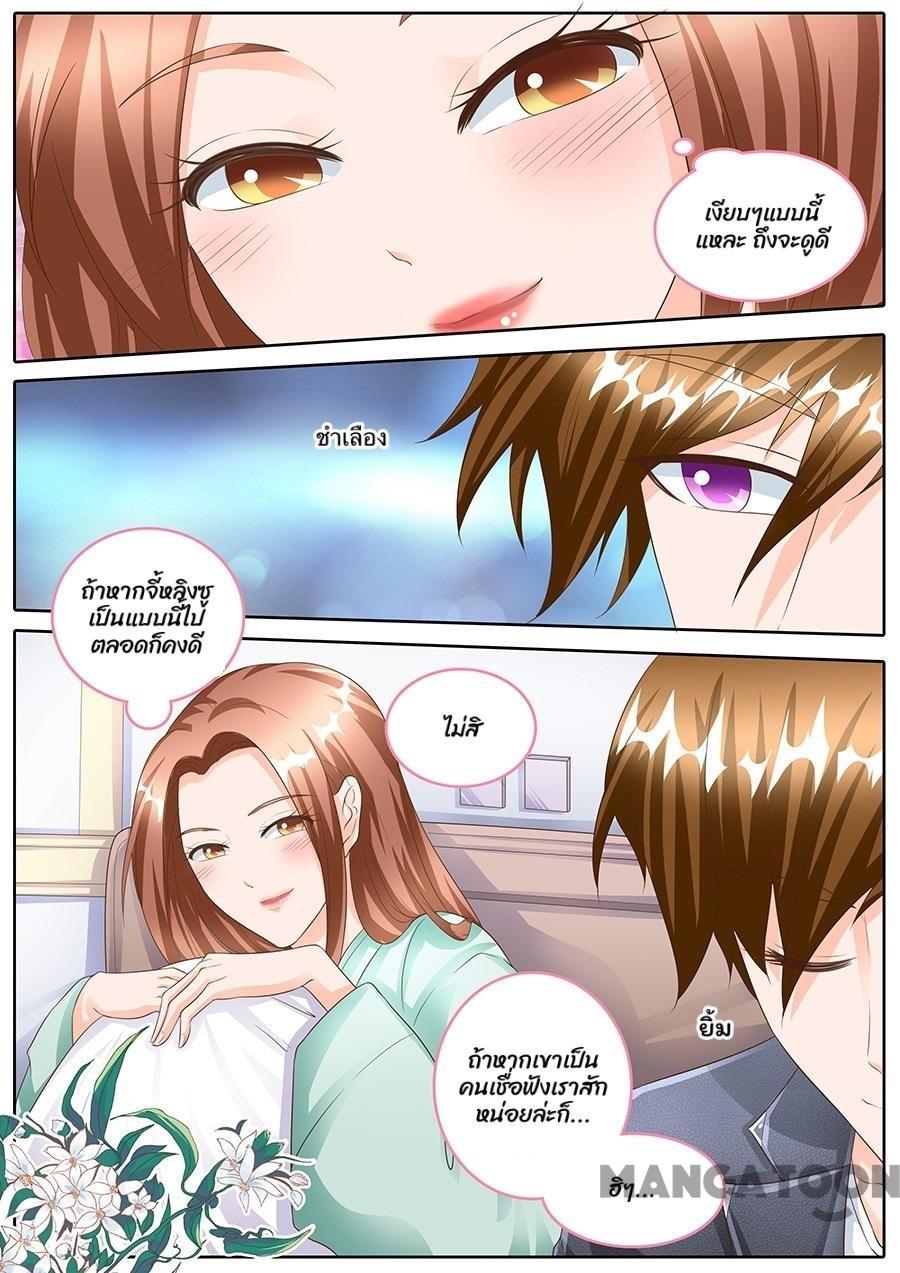 เงียบๆแบบนี้
แหละ ถึงจะดูดี
ชำเลือง
ถ้าหากจี้หลิงซู
เป็นแบบนี้ไป
ตลอดก็คงดี
ไม่สิ
ยิ้ม
ถ้าหากเขาเป็น
คนเชื่อฟังเราสัก
หน่อยล่ะก็...
ฮิๆ...
MANGATOON